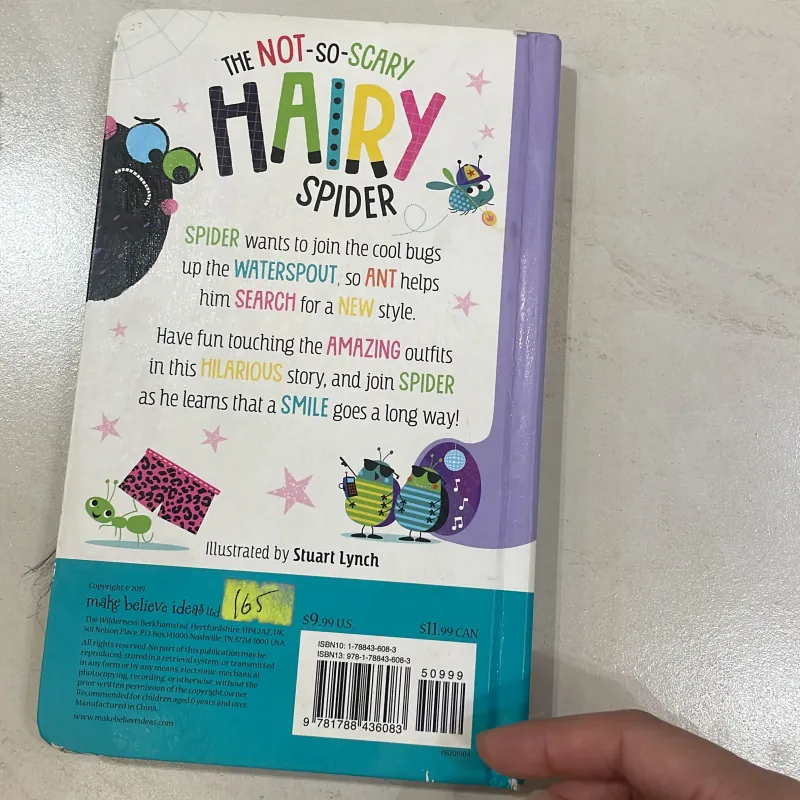 THE NOT-SO-SCARY
HAIRY
SPIDER
SPIDER wants to join the cool bugs
up the WATERSPOUT, so ANT helps
him SEARCH for a NEW style.
Have fun touching the AMAZING outfits
in this HILARIOUS story, and join SPIDER
as he learns that a SMILE goes a long way!
Illustrated by Stuart Lynch
Copyright © 2019
make believe ideas ltd
165
The Wilderness, Berkhamsted, Hertfordshire, HP4 2AZ, UK.
501 Nelson Place, P.O. Box 141000, Nashville, TN 37214-1000, USA.
All rights reserved. No part of this publication may be
reproduced, stored in a retrieval system, or transmitted
in any form or by any means, electronic, mechanical,
photocopying, recording, or otherwise, without the
prior written permission of the copyright owner.
Recommended for children aged 0 years and over.
Manufactured in China.
www.makebelieveideas.com
$9.99 U.S.
$11.99 CAN
ISBN10: 1-78843-608-3
ISBN13: 978-1-78843-608-3
50999
9 781788 436083